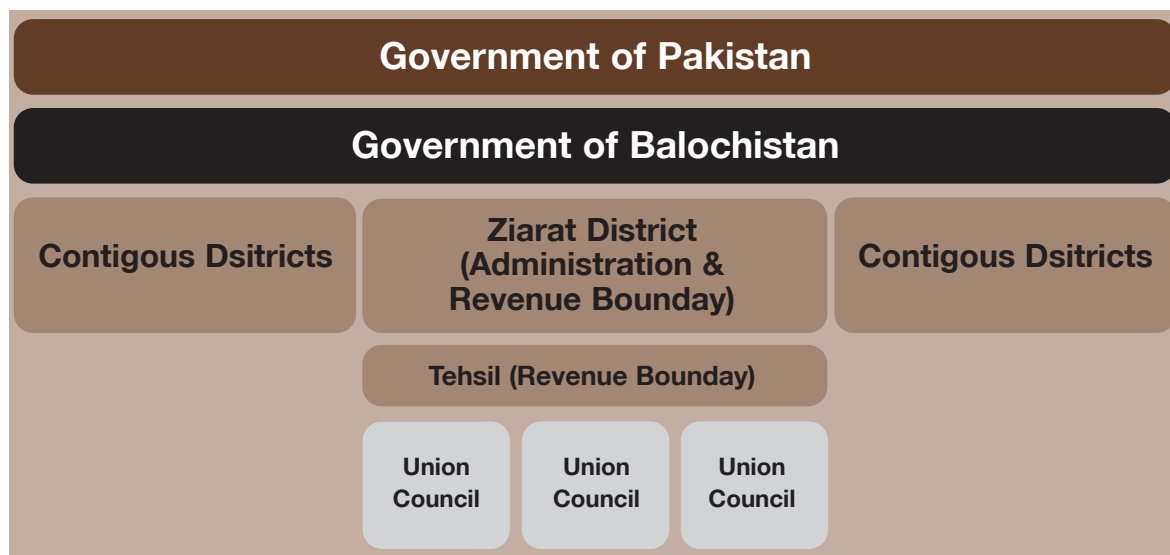 Government of Pakistan
Government of Balochistan
Contigous Dsitricts
Ziarat District
(Administration &
Revenue Bounday)
Contigous Dsitricts
Tehsil (Revenue Bounday)
Union
Council
Union
Council
Union
Council